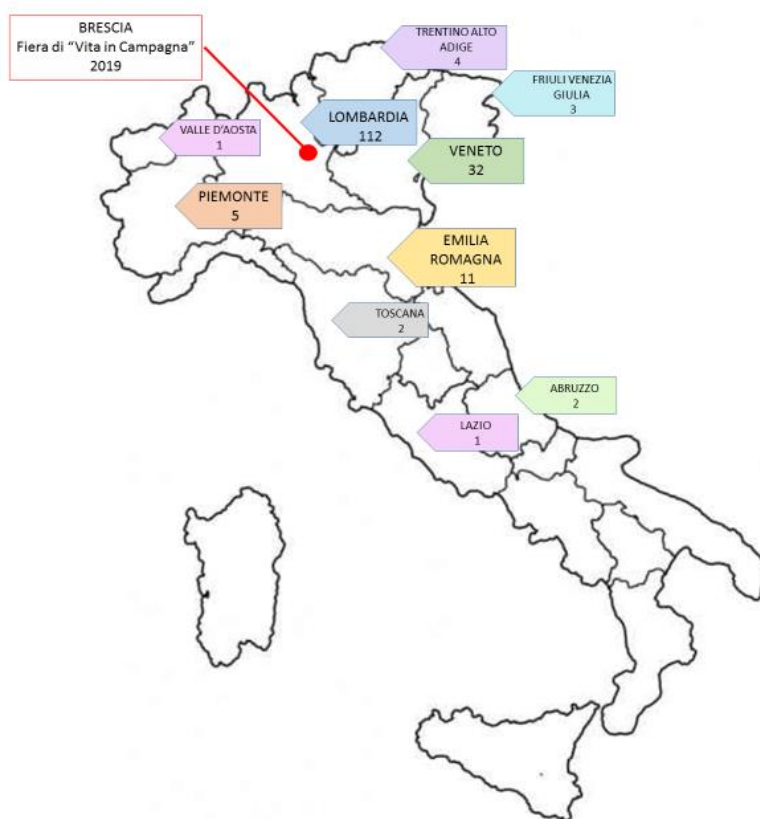 BRESCIA
Fiera di “Vita in Campagna”
2019
TRENTINO ALTO
ADIGE
4
FRIULI VENEZIA
GIULIA
3
VALLE D’AOSTA
1
LOMBARDIA
112
VENETO
32
PIEMONTE
5
EMILIA
ROMAGNA
11
TOSCANA
2
ABRUZZO
2
LAZIO
1